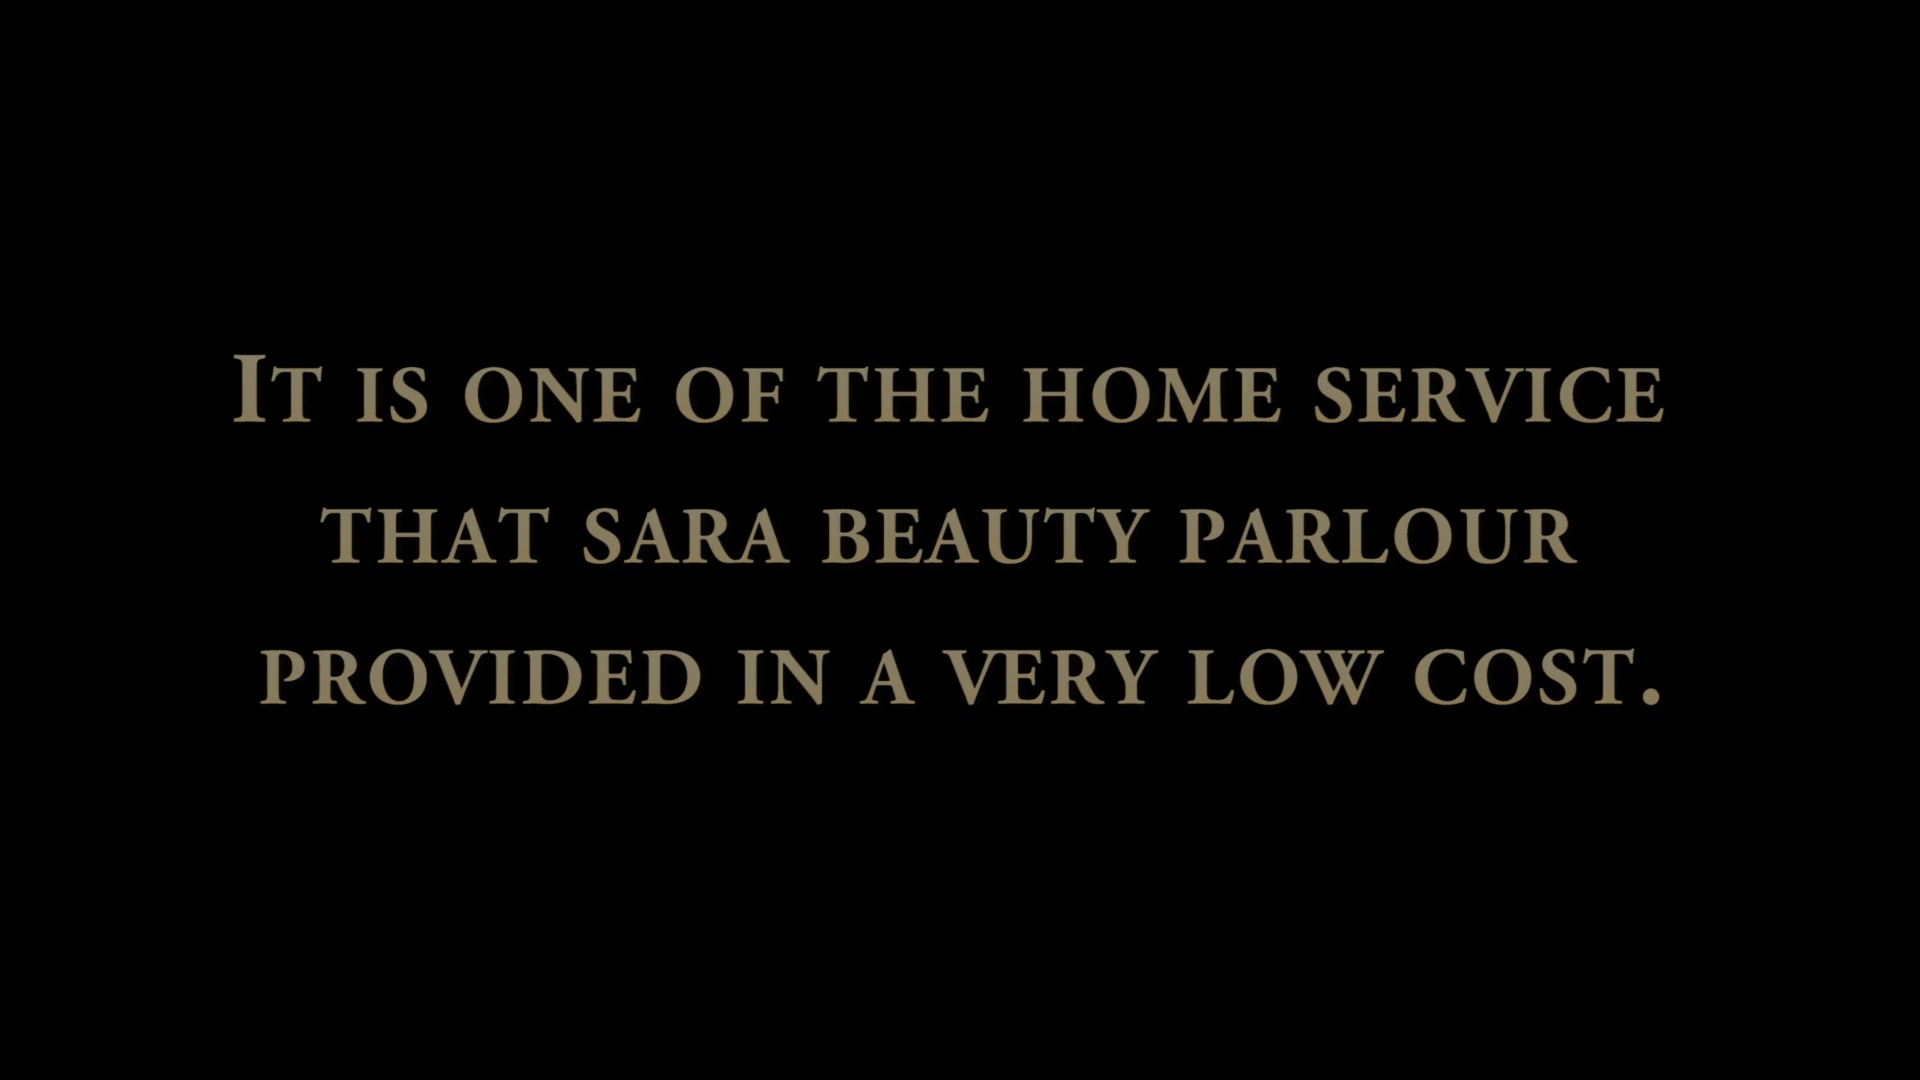 It is one of the home service
that sara beauty parlour
provided in a very low cost.